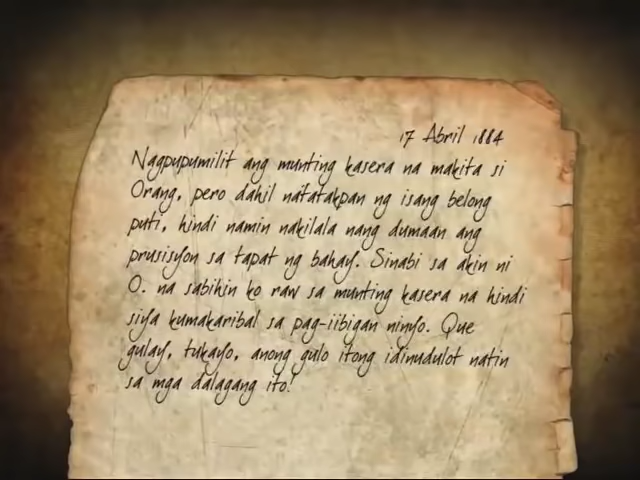 17 Abril 1884
Nagpupumilit ang munting kasera na makita si
Orang, pero dahil natatakpan ng isang belong
puti, hindi namin nakilala nang dumaan ang
prusisyon sa tapat ng bahay. Sinabi sa akin ni
O. na sabihin ko raw sa munting kasera na hindi
siya kumakaribal sa pag-iibigan ninyo. Que
gulay, tukayo, anong gulo itong idinudulot natin
sa mga dalagang ito!